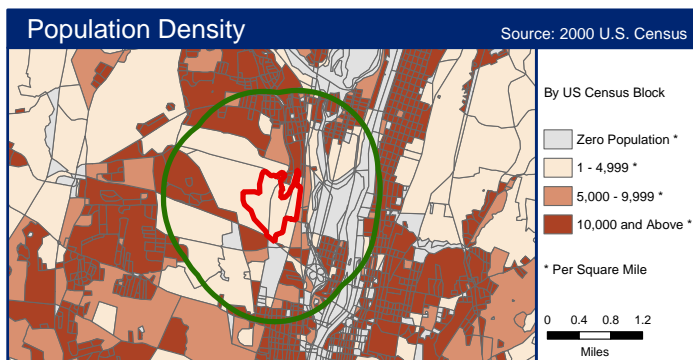 Population Density
Source: 2000 U.S. Census
By US Census Block
Zero Population *
1 - 4,999 *
5,000 - 9,999 *
10,000 and Above *
* Per Square Mile
0 0.4 0.8 1.2
Miles